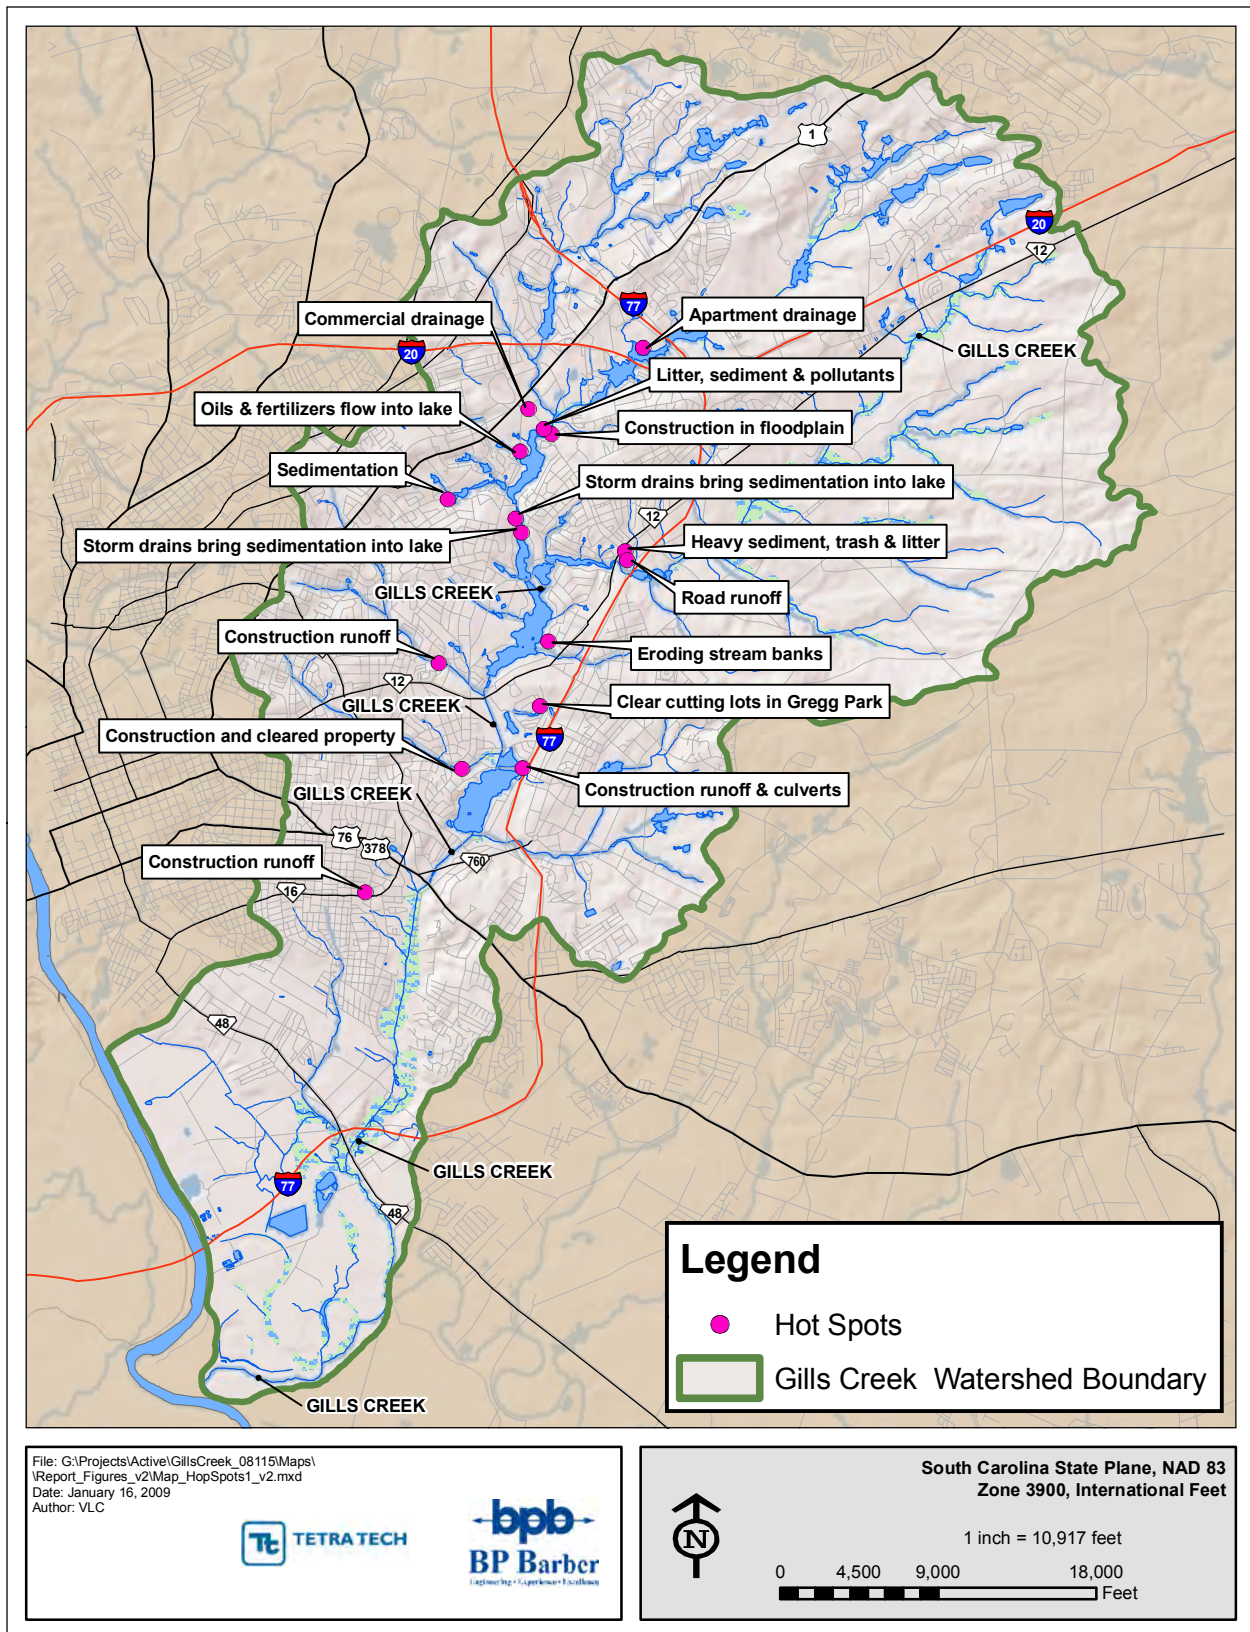 1
20
12
77
Commercial drainage
Apartment drainage
20
GILLS CREEK
Litter, sediment & pollutants
Oils & fertilizers flow into lake
Construction in floodplain
Sedimentation
Storm drains bring sedimentation into lake
12
Storm drains bring sedimentation into lake
Heavy sediment, trash & litter
GILLS CREEK
Road runoff
Construction runoff
Eroding stream banks
12
GILLS CREEK
Clear cutting lots in Gregg Park
Construction and cleared property
77
GILLS CREEK
Construction runoff & culverts
76
378
Construction runoff
760
16
48
GILLS CREEK
77
48
GILLS CREEK
Legend
Hot Spots
Gills Creek Watershed Boundary
File: G:\Projects\Active\GillsCreek_08115\Maps\
\Report_Figures_v2\Map_HopSpots1_v2.mxd
Date: January 16, 2009
Author: VLC
Tt
TETRA TECH
bpb
BP Barber
Engineering • Experience • Excellence
South Carolina State Plane, NAD 83
Zone 3900, International Feet
N
1 inch = 10,917 feet
0 4,500 9,000 18,000
Feet